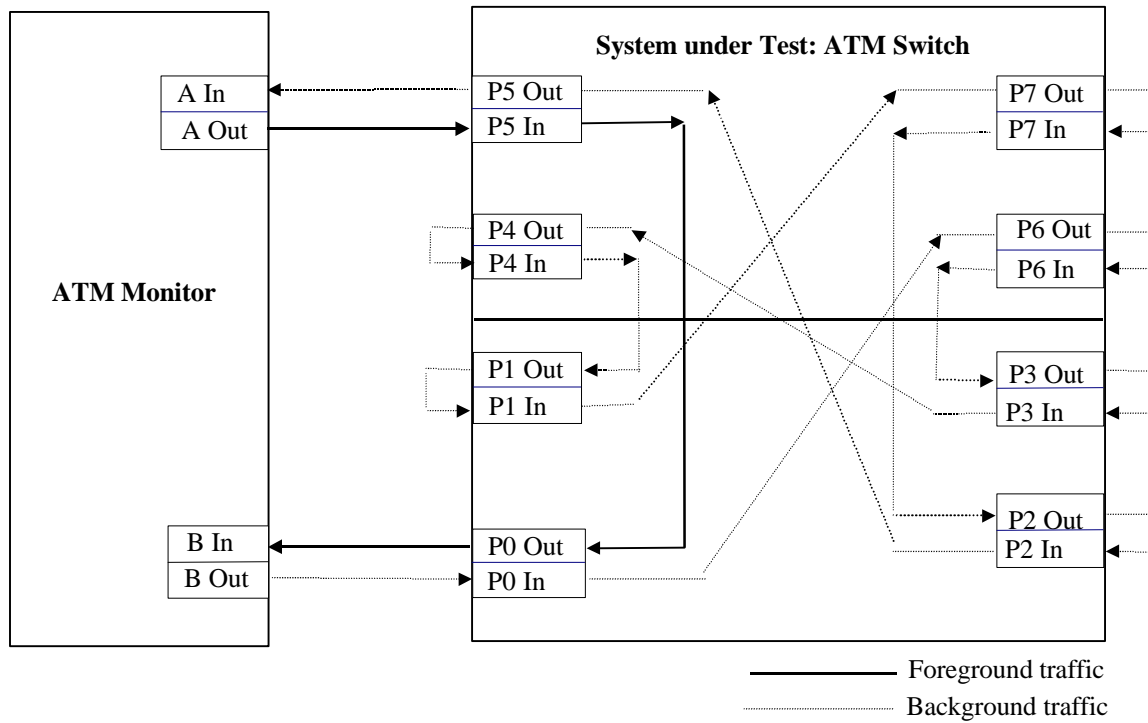 System under Test: ATM Switch
A In
A Out
P5 Out
P5 In
P7 Out
P7 In
P4 Out
P4 In
P6 Out
P6 In
ATM Monitor
P1 Out
P1 In
P3 Out
P3 In
B In
B Out
P0 Out
P0 In
P2 Out
P2 In
Foreground traffic
Background traffic